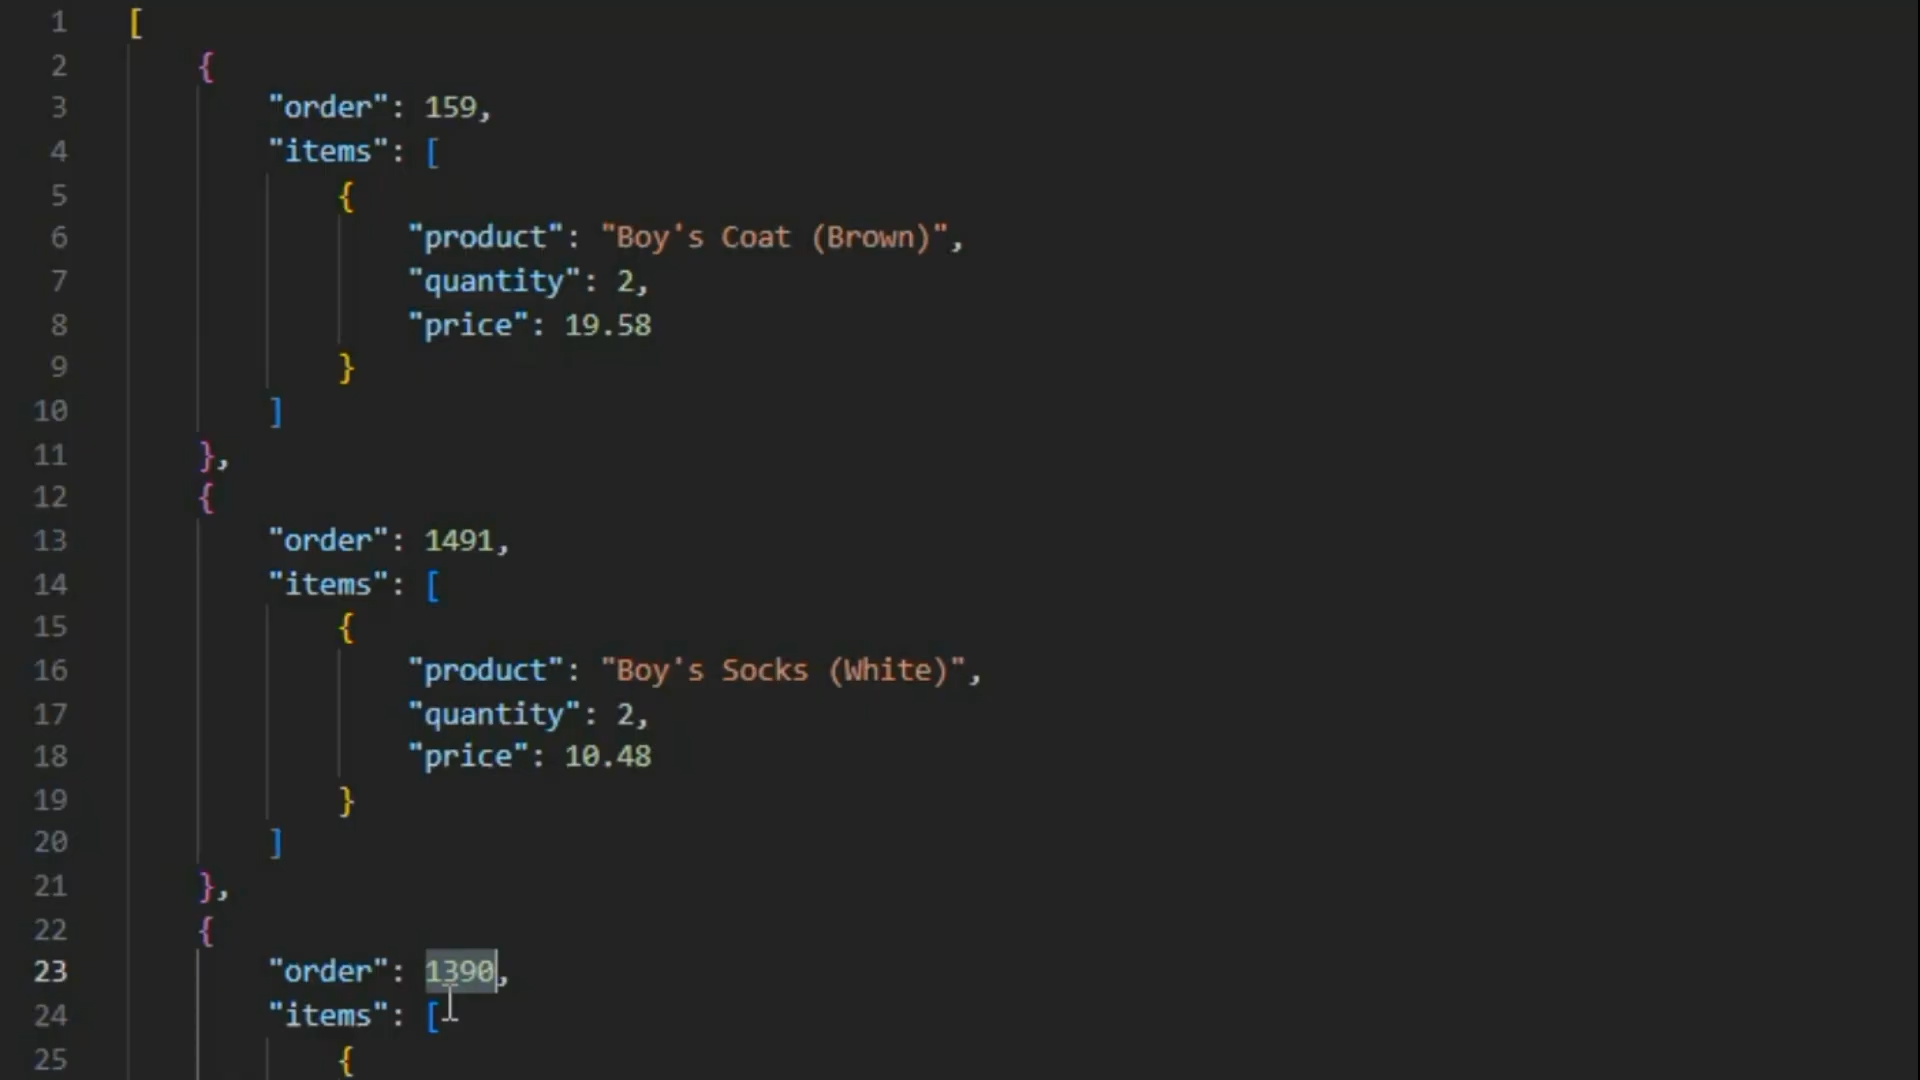 1 [
2 {
3 "order": 159,
4 "items": [
5 {
6 "product": "Boy's Coat (Brown)",
7 "quantity": 2,
8 "price": 19.58
9 }
10 ]
11 },
12 {
13 "order": 1491,
14 "items": [
15 {
16 "product": "Boy's Socks (White)",
17 "quantity": 2,
18 "price": 10.48
19 }
20 ]
21 },
22 {
23 "order": 1390,
24 "items": [
25 {